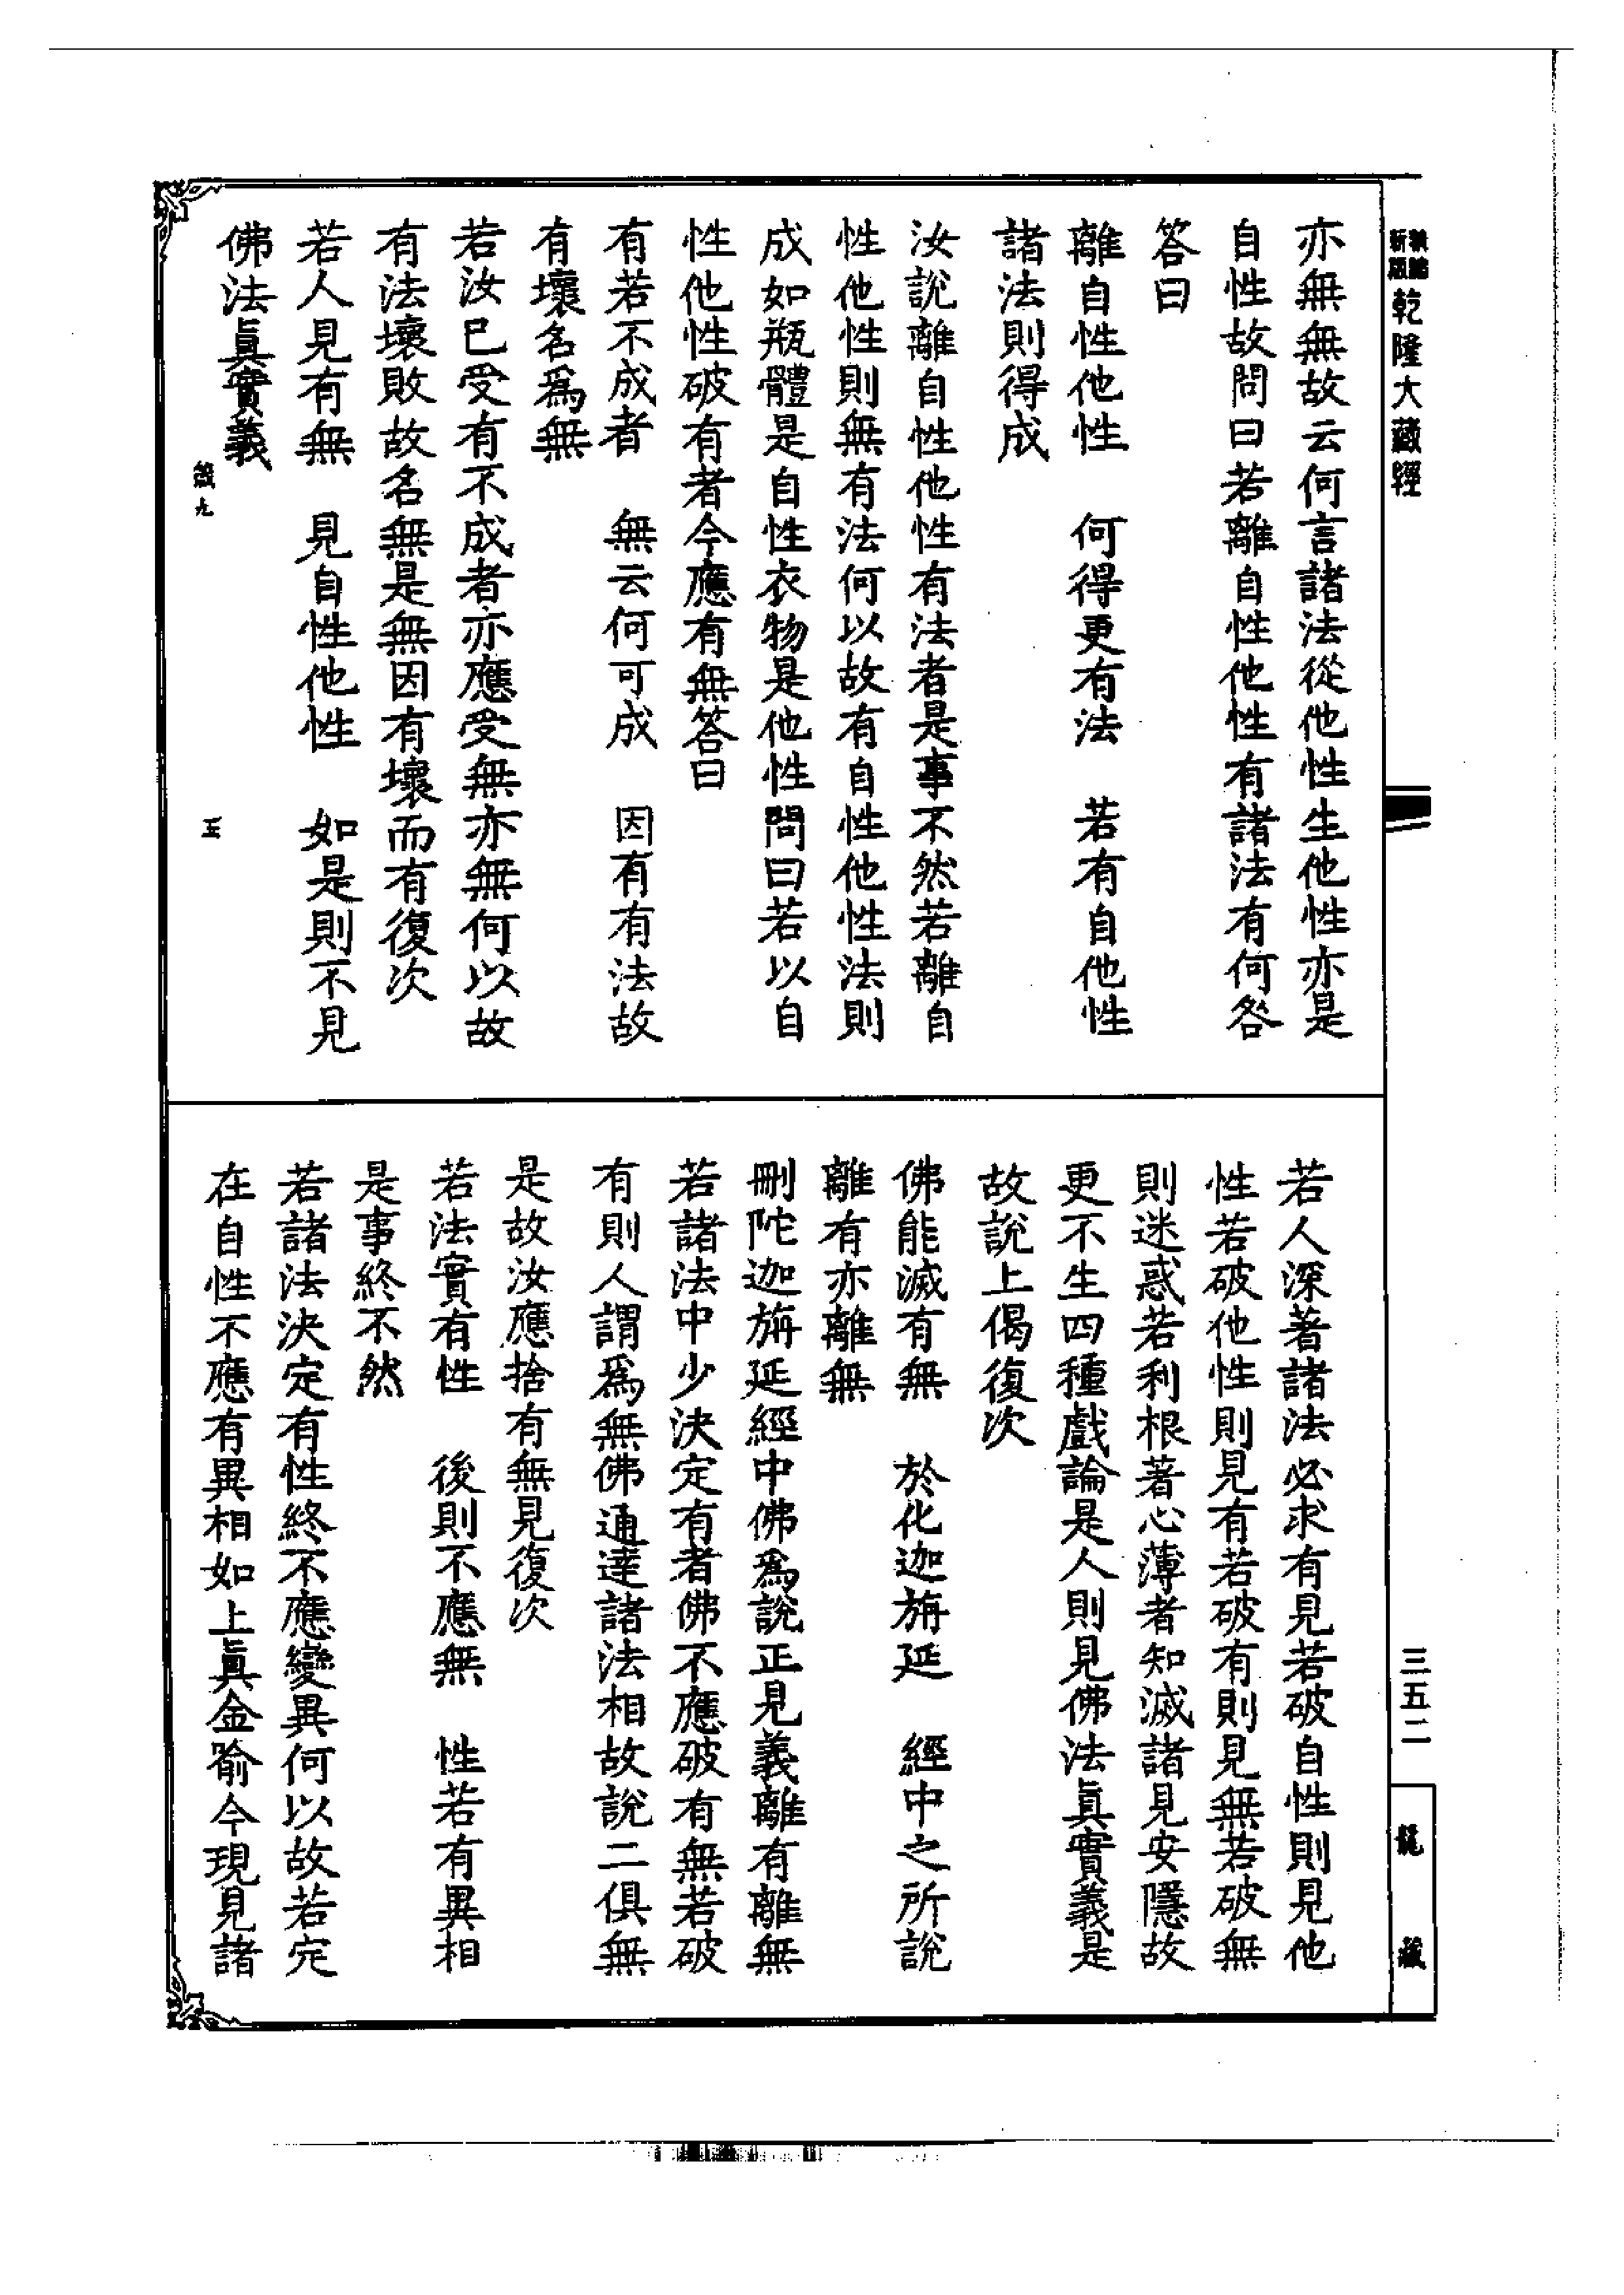 新編
新版
乾隆大藏經
亦無無故云何言諸法從他性生他性亦是
自性故問曰若離自性他性有諸法有何咎
答曰
離自性他性　何得更有法　若有自他性
諸法則得成
汝說離自性他性有法者是事不然若離自
性他性則無有法何以故有自性他性法則
成如瓶體是自性衣物是他性問曰若以自
性他性破有者今應有無答曰
有若不成者　無云何可成　因有有法故
有壞名爲無
若汝已受有不成者亦應受無亦無何以故
有法壞敗故名無是無因有壞而有復次
若人見有無　見自性他性　如是則不見
佛法眞實義
五
若人深著諸法必求有見若破自性則見他
性若破他性則見有若破有則見無若破無
則迷惑若利根著心薄者知滅諸見安隱故
更不生四種戲論是人則見佛法眞實義是
故說上偈復次
佛能滅有無　於化迦旃延　經中之所說
離有亦離無
刪陀迦旃延經中佛爲說正見義離有離無
若諸法中少決定有者佛不應破有無若破
有則人謂爲無佛通達諸法相故說二俱無
是故汝應捨有無見復次
若法實有性　後則不應無　性若有異相
是事終不然
若諸法決定有性終不應變異何以故若定
在自性不應有異相如上眞金喻今現見諸
三五二
龍藏